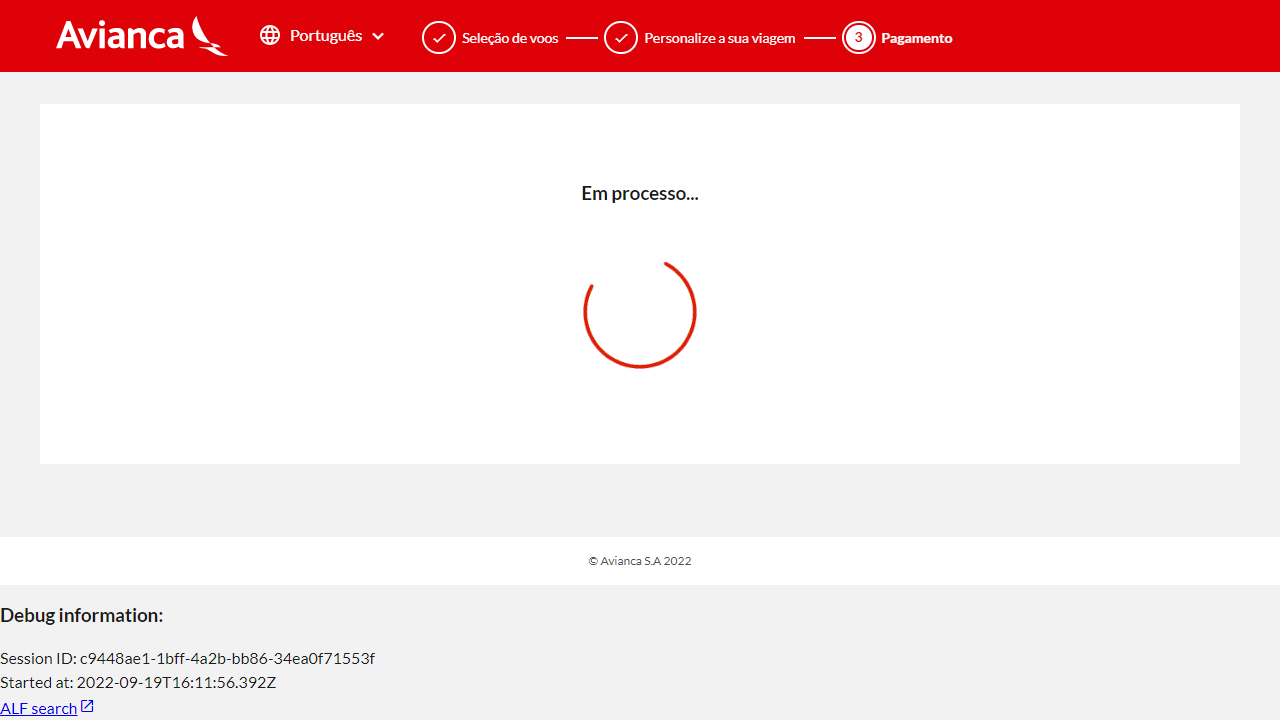 Avianca
Português
Seleção de voos
Personalize a sua viagem
3 Pagamento
Em processo...
© Avianca S.A 2022
Debug information:
Session ID: c9448ae1-1bff-4a2b-bb86-34ea0f71553f
Started at: 2022-09-19T16:11:56.392Z
ALF search